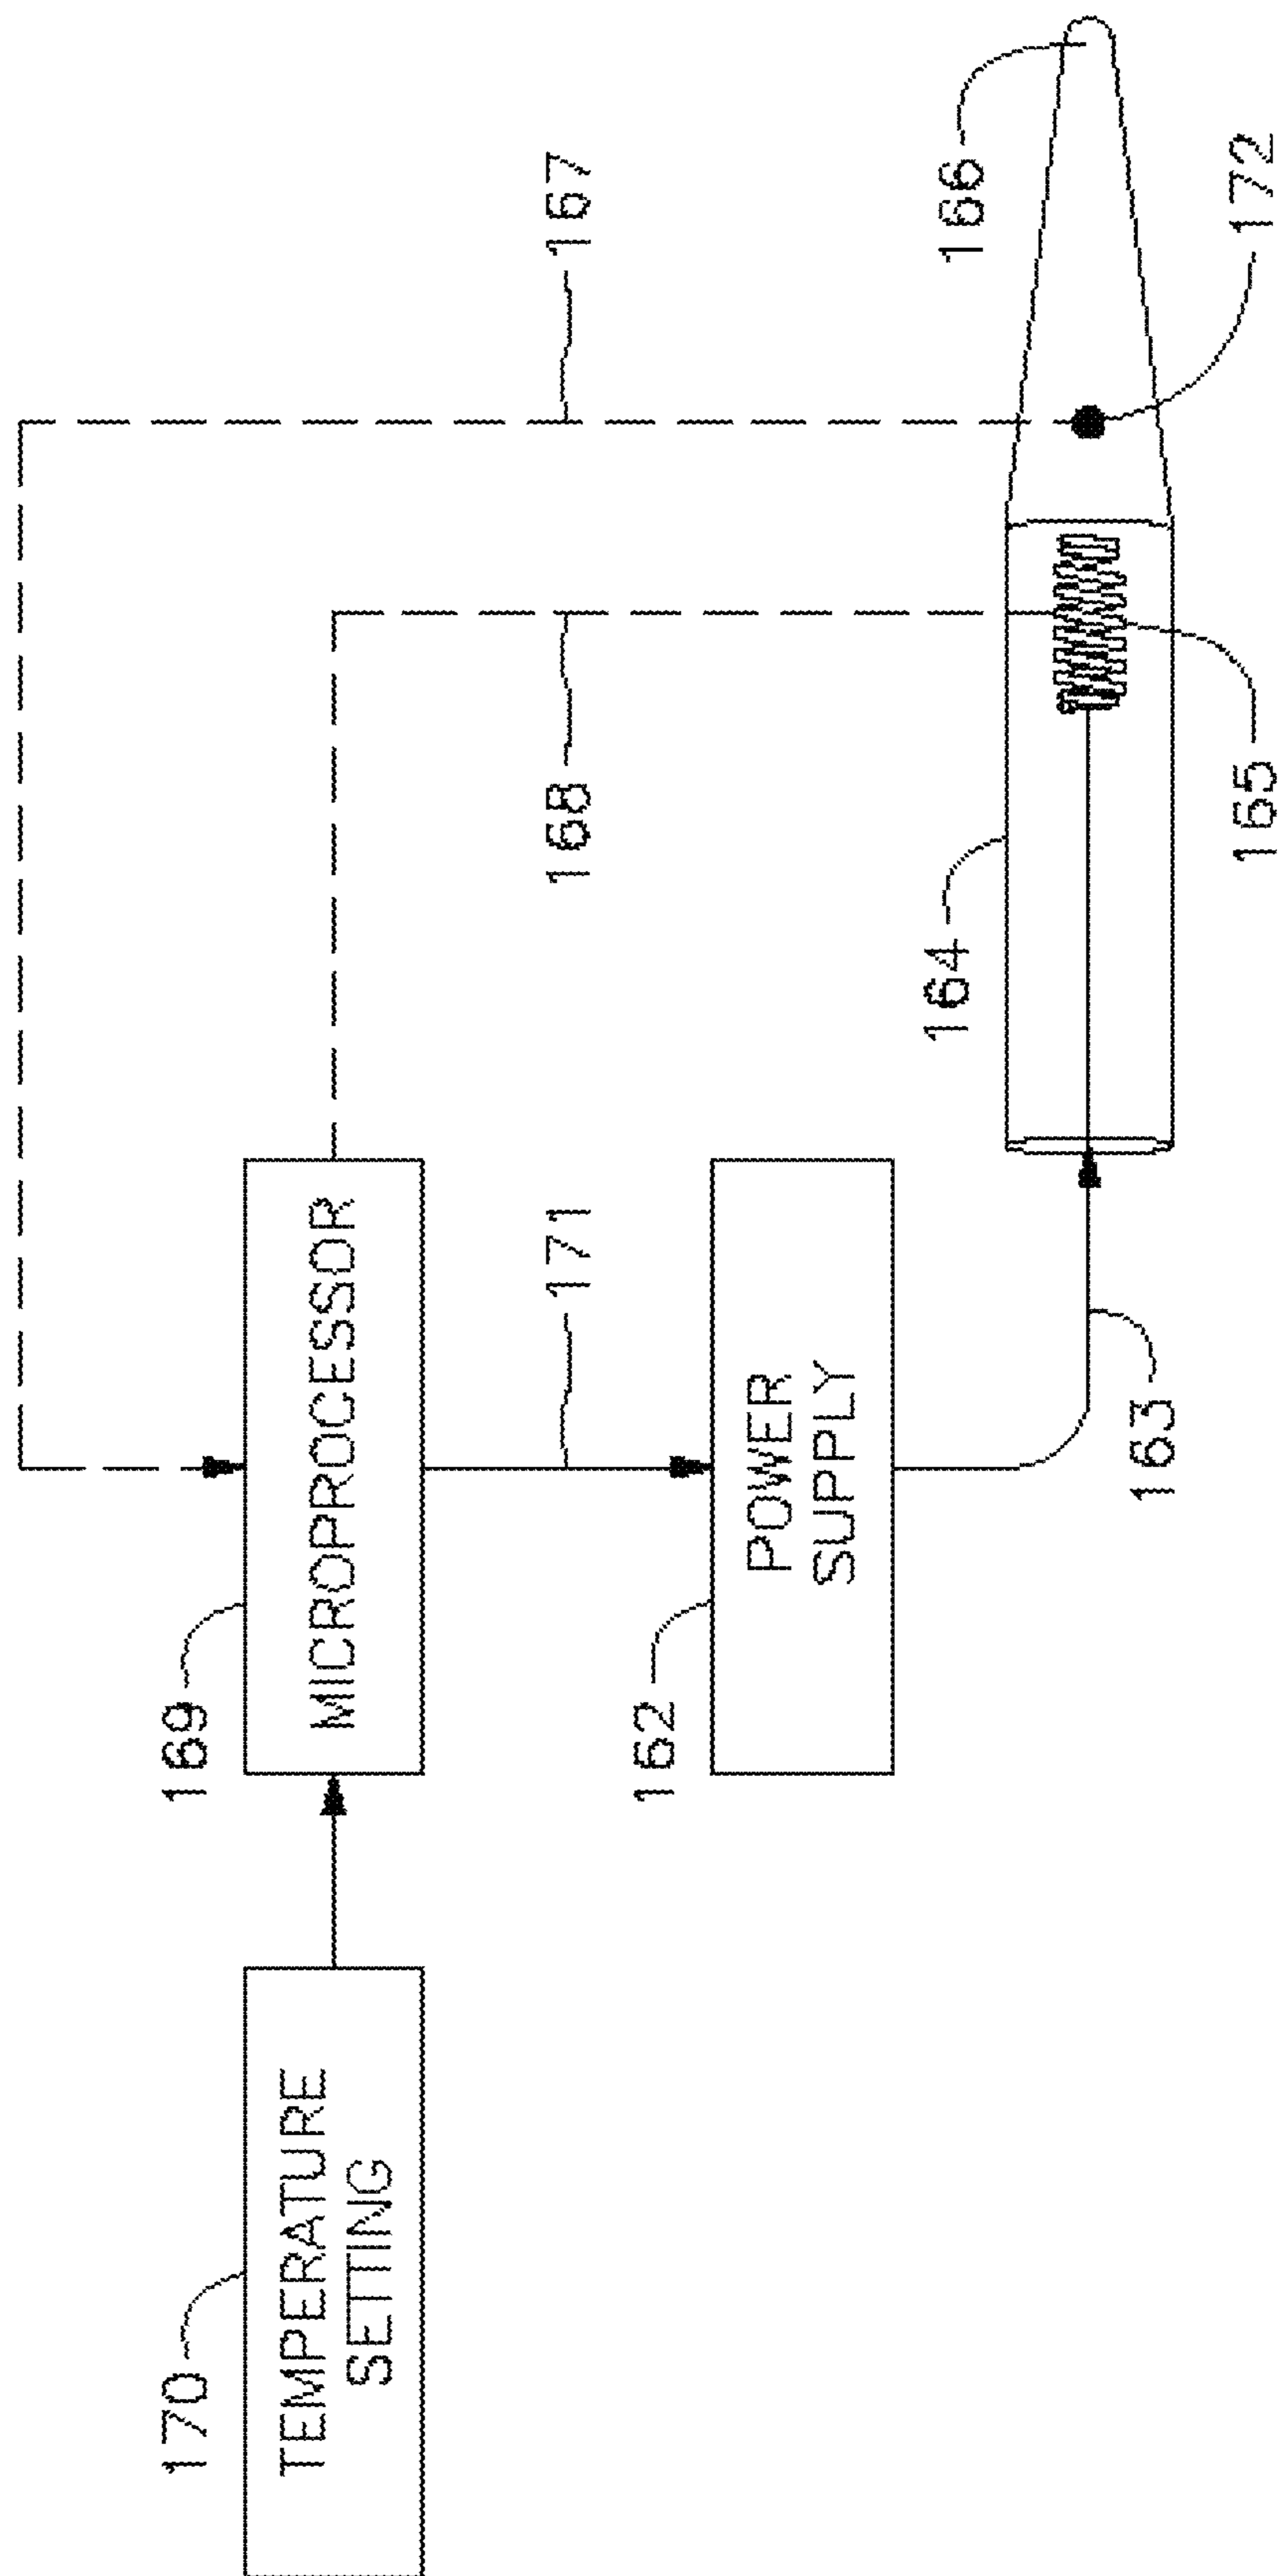 170
TEMPERATURE
SETTING
169
MICROPROCESSOR
167
168
171
162
POWER
SUPPLY
163
164
165
166
172